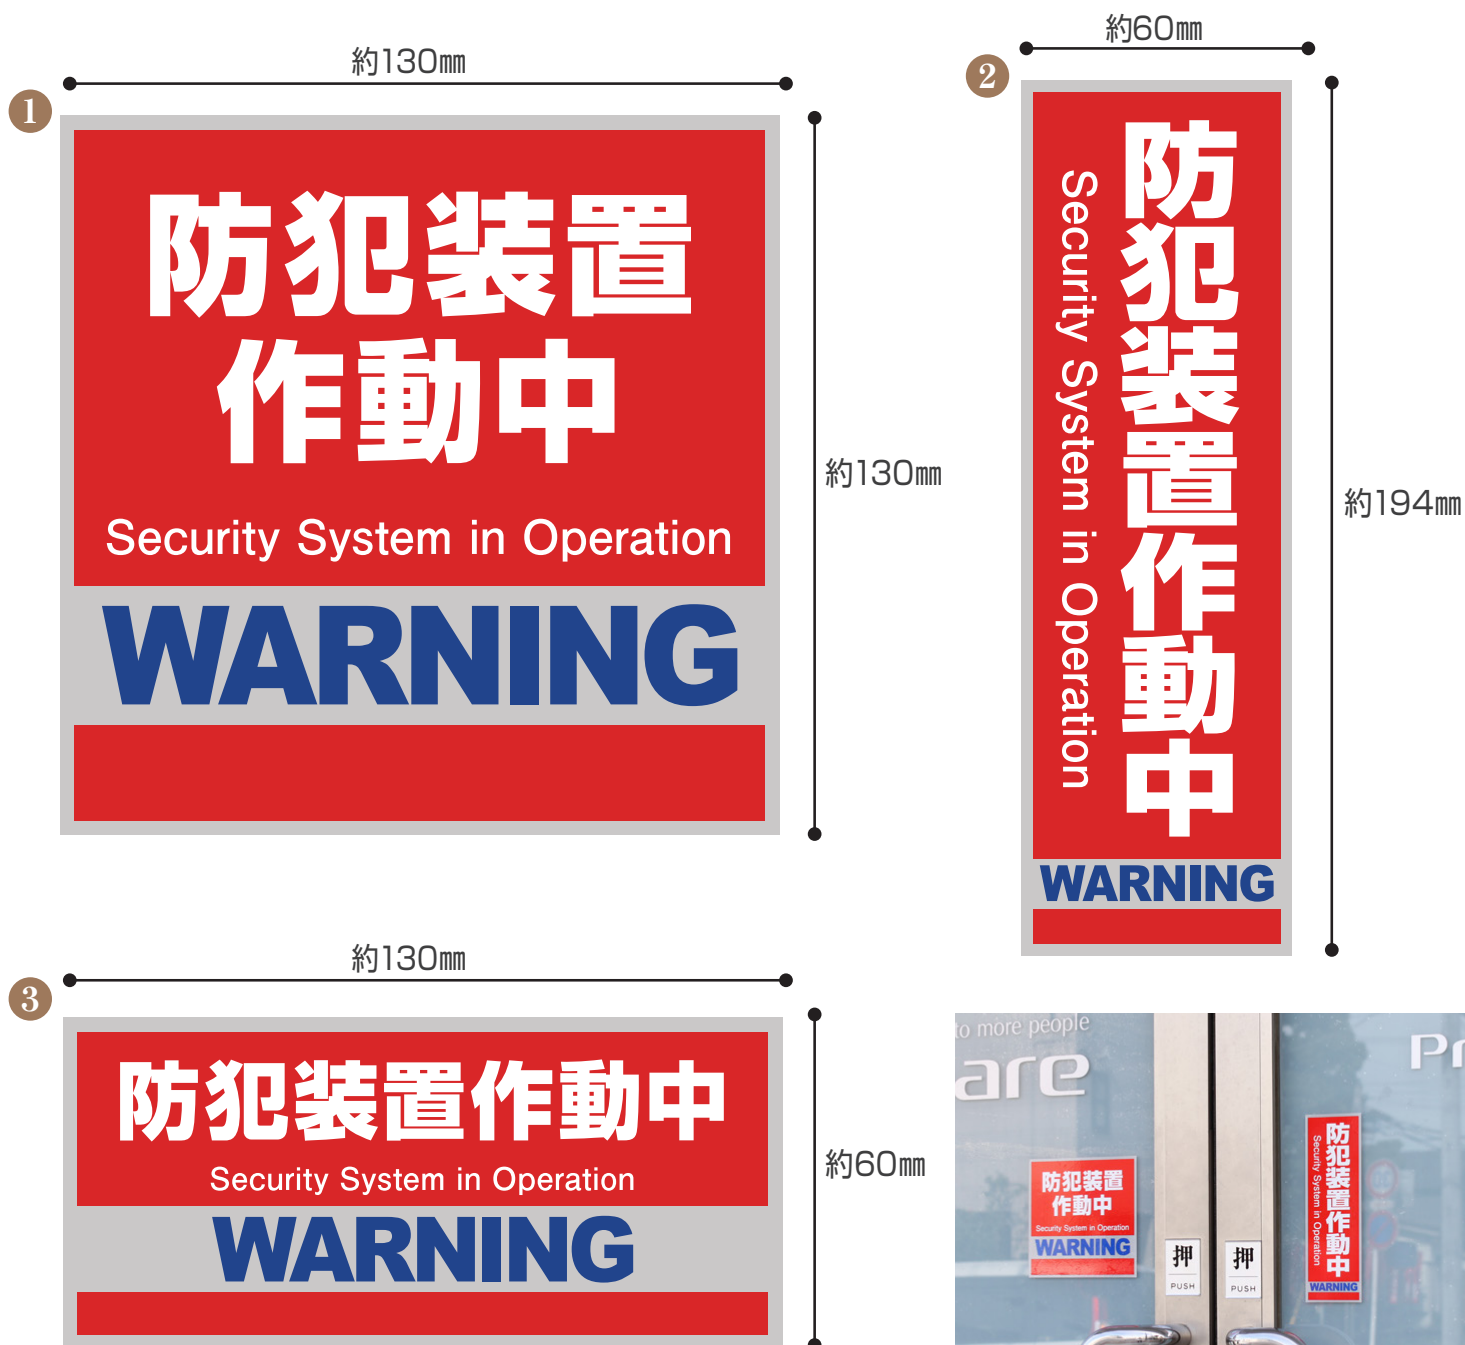 約130㎜
1
防犯装置
作動中
Security System in Operation
WARNING
約130㎜
約60㎜
2
防犯装置作動中
Security System in Operation
WARNING
約194㎜
約130㎜
3
防犯装置作動中
Security System in Operation
WARNING
約60㎜
to more people
are
Pr
防犯装置
作動中
Security System in Operation
WARNING
押
PUSH
押
PUSH
防犯装置作動中
Security System in Operation
WARNING